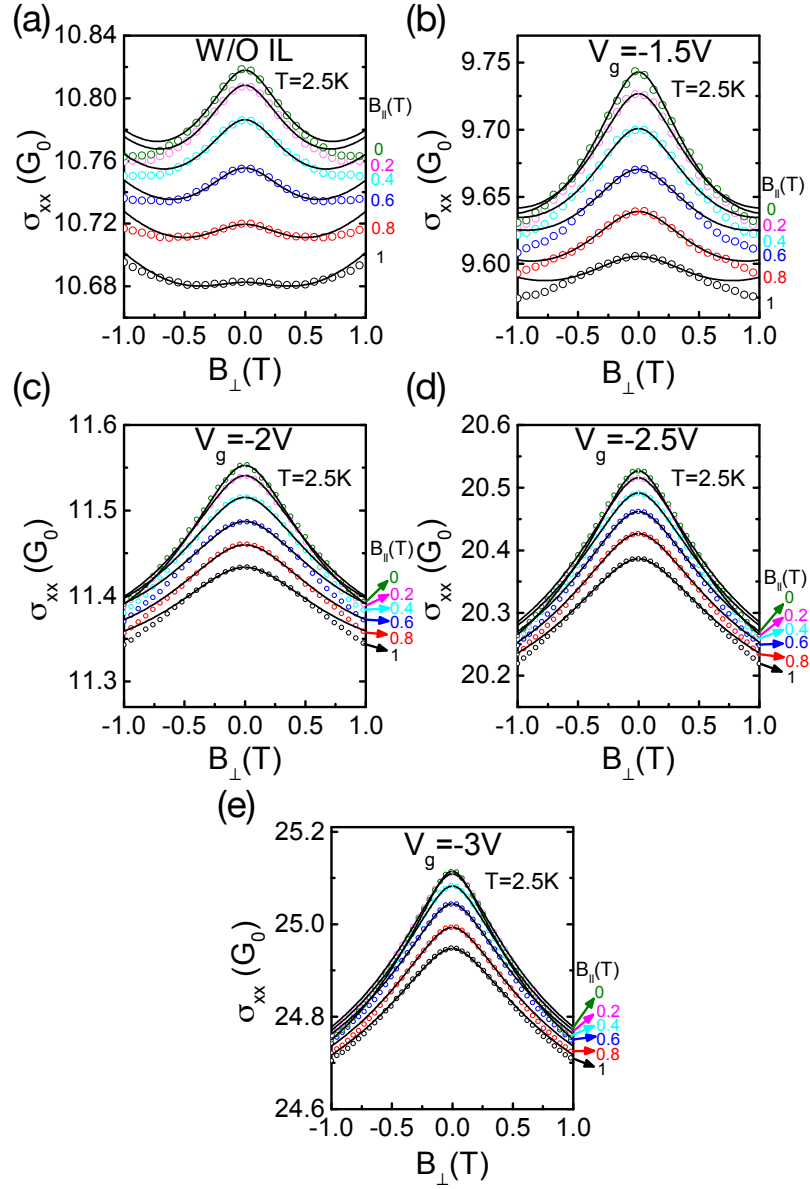 (a)
W/O IL
T=2.5K
B||(T)
0
0.2
0.4
0.6
0.8
1
10.84
10.80
10.76
10.72
10.68
σxx (G0)
-1.0 -0.5 0.0 0.5 1.0
B⊥(T)
(b)
Vg=-1.5V
T=2.5K
B||(T)
0
0.2
0.4
0.6
0.8
1
9.75
9.70
9.65
9.60
σxx (G0)
-1.0 -0.5 0.0 0.5 1.0
B⊥(T)
(c)
Vg=-2V
T=2.5K
B||(T)
0
0.2
0.4
0.6
0.8
1
11.6
11.5
11.4
11.3
σxx (G0)
-1.0 -0.5 0.0 0.5 1.0
B⊥(T)
(d)
Vg=-2.5V
T=2.5K
B||(T)
0
0.2
0.4
0.6
0.8
1
20.6
20.5
20.4
20.3
20.2
σxx (G0)
-1.0 -0.5 0.0 0.5 1.0
B⊥(T)
(e)
Vg=-3V
T=2.5K
B||(T)
0
0.2
0.4
0.6
0.8
1
25.2
25.0
24.8
24.6
σxx (G0)
-1.0 -0.5 0.0 0.5 1.0
B⊥(T)